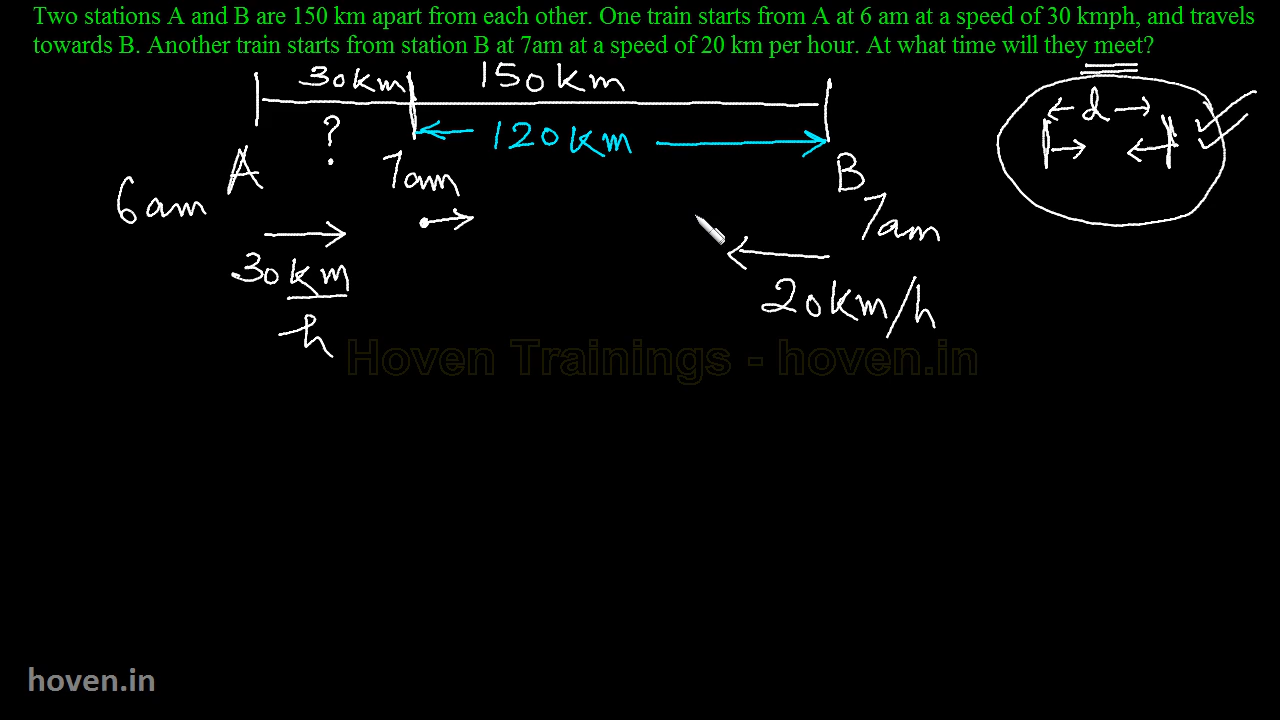 Two stations A and B are 150 km apart from each other. One train starts from A at 6 am at a speed of 30 kmph, and travels
towards B. Another train starts from station B at 7am at a speed of 20 km per hour. At what time will they meet?
30km 150km
d
? 120km
A 7am B
6am 7am
30km 20km/h
h
Hoven Trainings - hoven.in
hoven.in